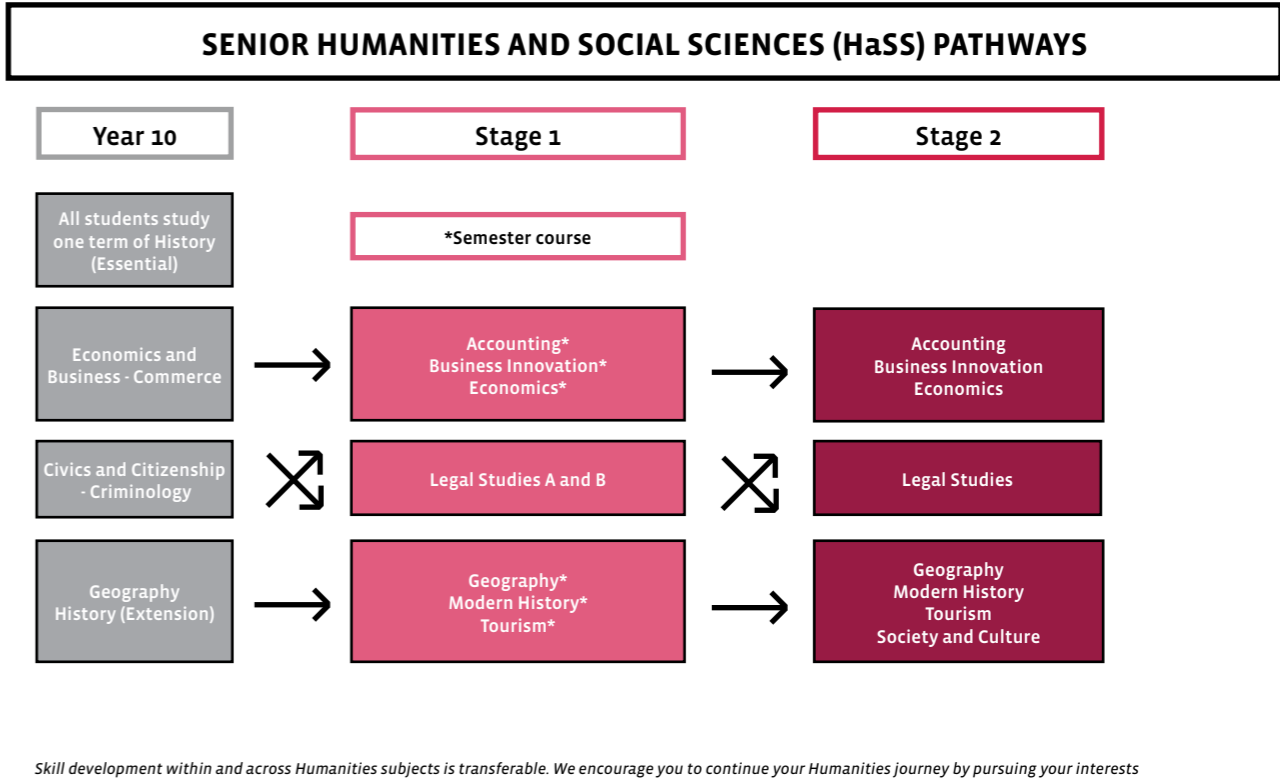 SENIOR HUMANITIES AND SOCIAL SCIENCES (HaSS) PATHWAYS
Year 10
Stage 1
Stage 2
All students study
one term of History
(Essential)
*Semester course
Economics and
Business - Commerce
Accounting*
Business Innovation*
Economics*
Accounting
Business Innovation
Economics
Civics and Citizenship
- Criminology
Legal Studies A and B
Legal Studies
Geography
History (Extension)
Geography*
Modern History*
Tourism*
Geography
Modern History
Tourism
Society and Culture
Skill development within and across Humanities subjects is transferable. We encourage you to continue your Humanities journey by pursuing your interests